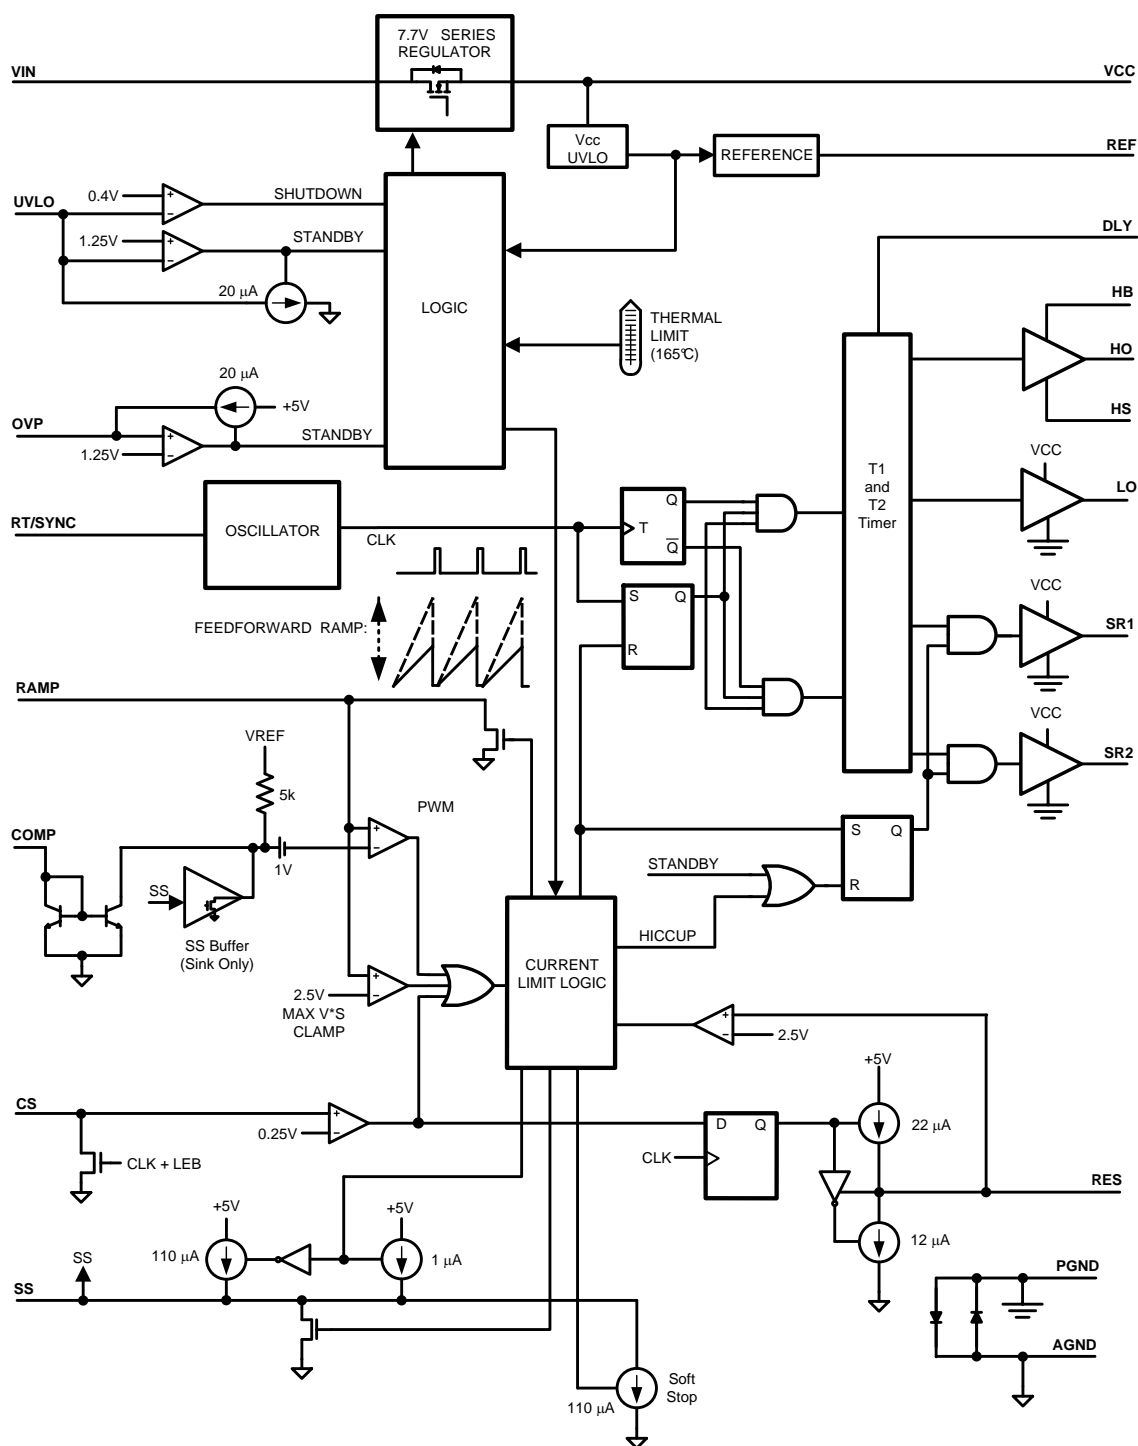 7.7V SERIES
REGULATOR
VIN
VCC
Vcc
UVLO
REFERENCE
REF
UVLO
0.4V
+
−
SHUTDOWN
1.25V
+
−
STANDBY
DLY
20 μA
LOGIC
HB
THERMAL
LIMIT
(165°C)
HO
HS
20 μA
+5V
OVP
+
−
1.25V
STANDBY
T1
and
T2
Timer
VCC
LO
RT/SYNC
OSCILLATOR
CLK
T
Q
Q̅
S
Q
R
FEEDFORWARD RAMP:
VCC
SR1
RAMP
VCC
SR2
VREF
5k
PWM
COMP
1V
+
−
SS
SS Buffer
(Sink Only)
STANDBY
S
Q
R
HICCUP
CURRENT
LIMIT LOGIC
2.5V
+
−
MAX V*S
CLAMP
+
−
2.5V
+5V
CS
+
−
0.25V
D
Q
22 μA
CLK + LEB
CLK
RES
+5V
+5V
110 μA
1 μA
12 μA
SS
SS
PGND
AGND
Soft
Stop
110 μA